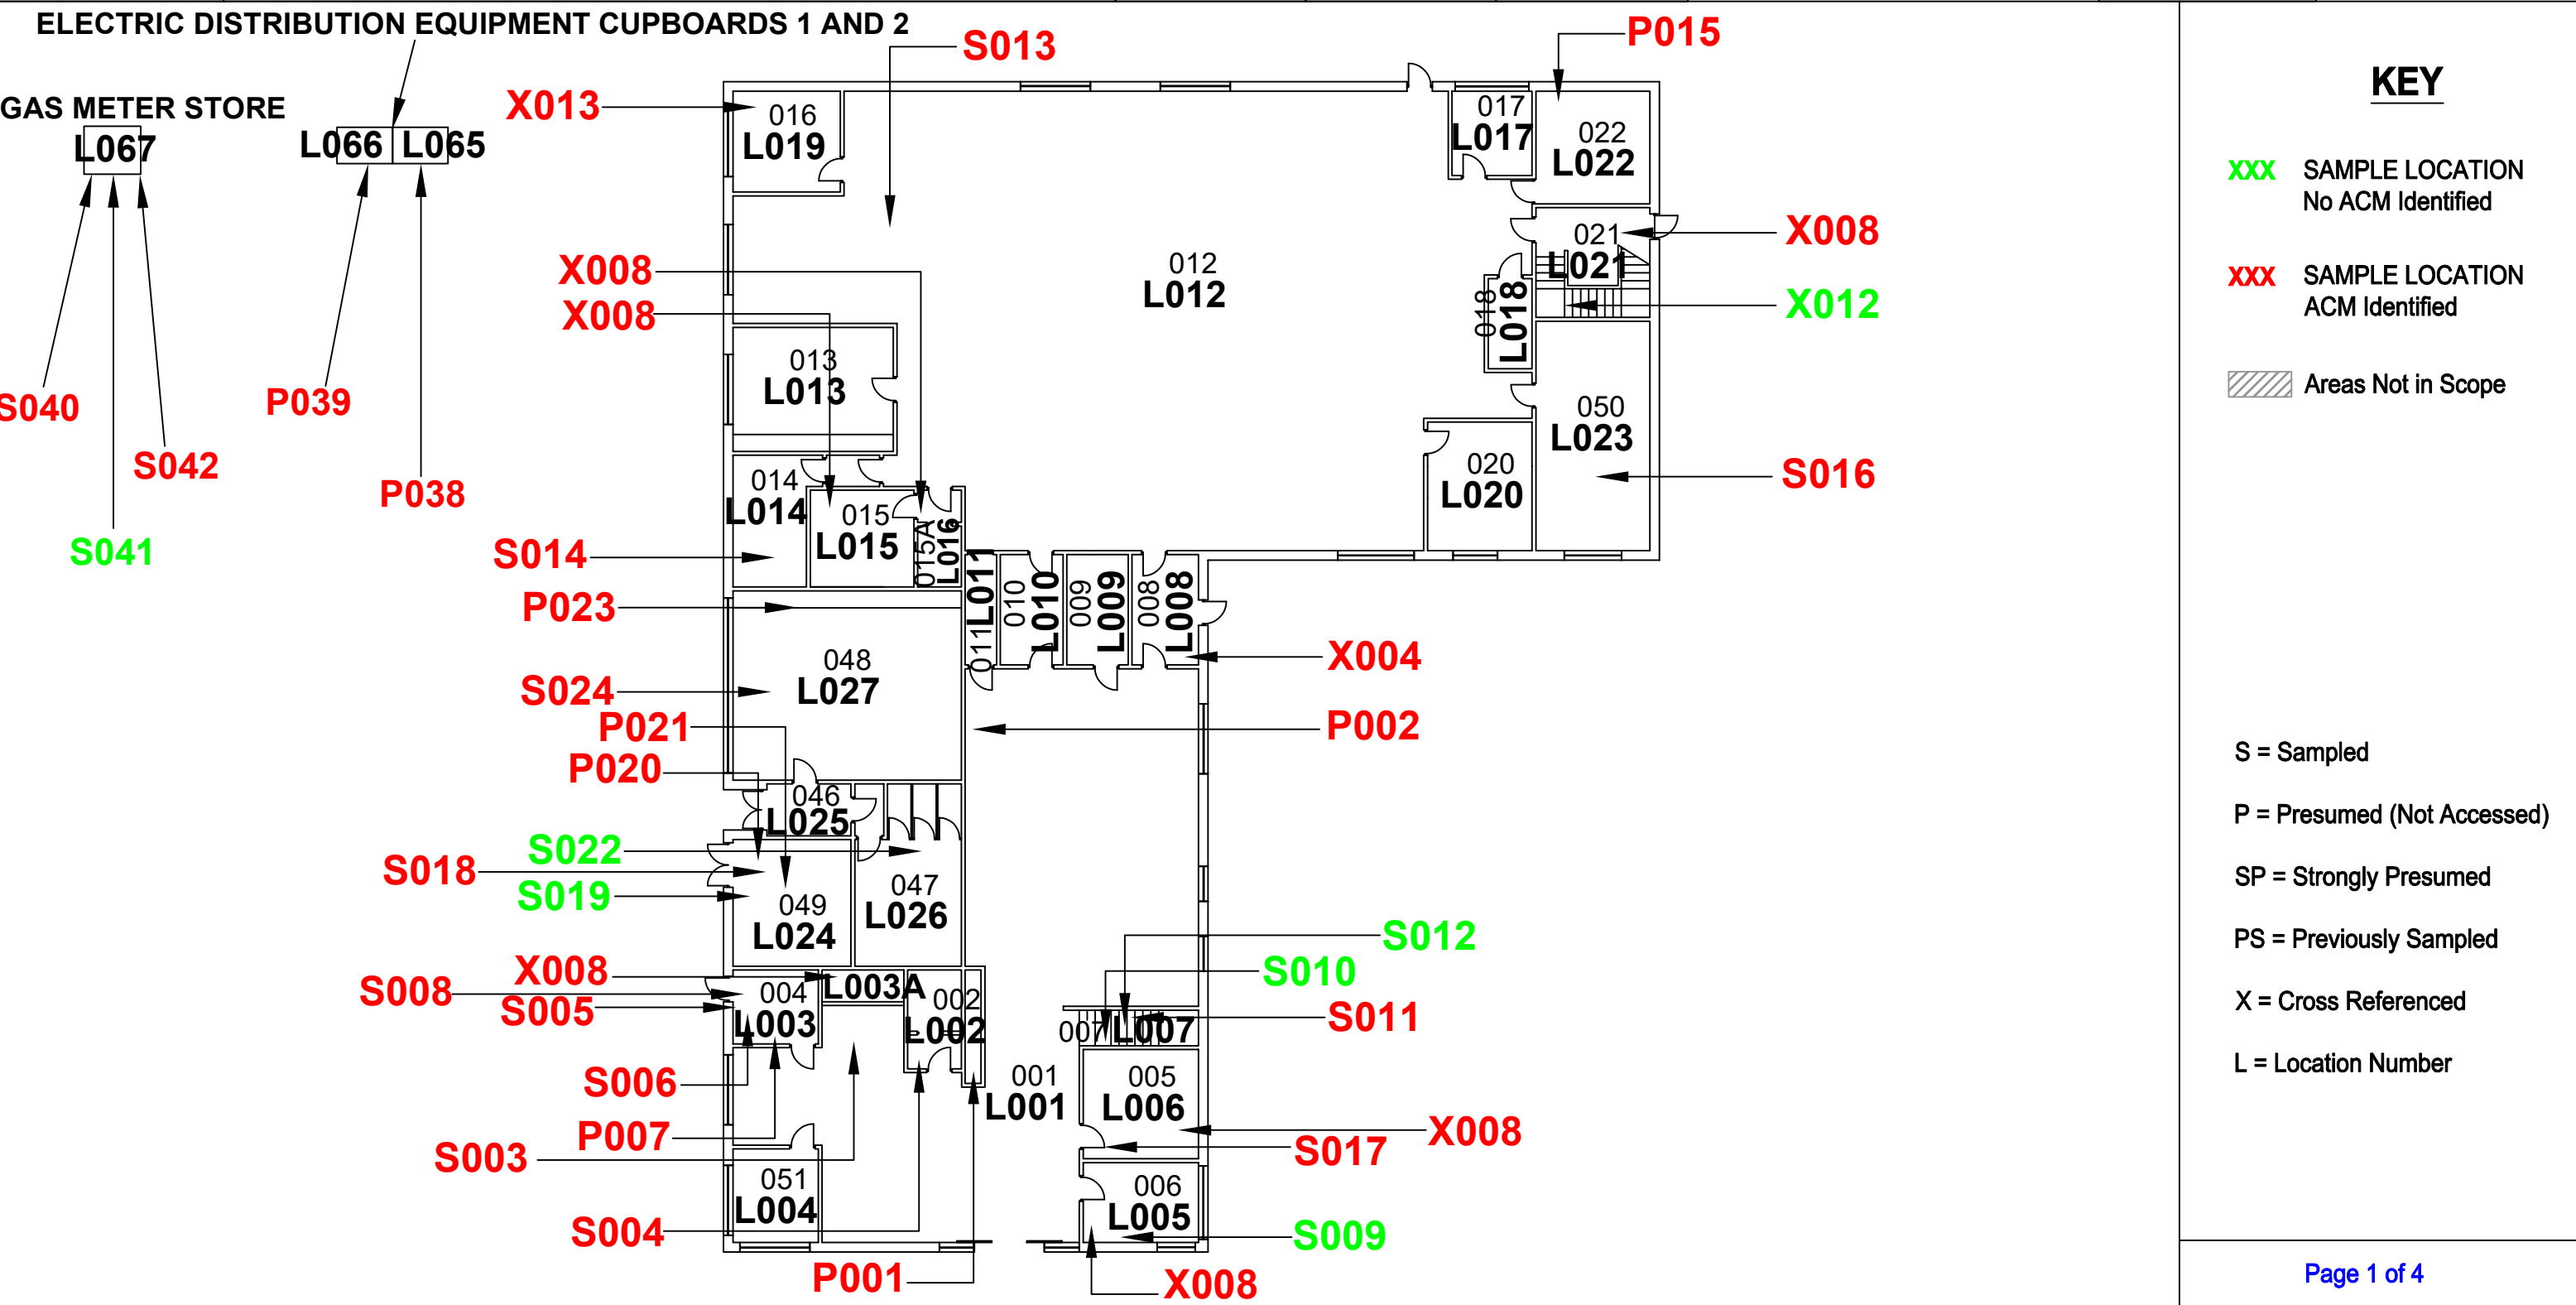 ELECTRIC DISTRIBUTION EQUIPMENT CUPBOARDS 1 AND 2
GAS METER STORE
L067
L066
L065
S040
S041
S042
P039
P038
S013
P015
X013
016
L019
017
L017
022
L022
X008
021
L021
X008
X008
012
L012
018
L018
X012
013
L013
050
L023
S016
020
L020
014
L014
015
L015
015A
L016
S014
P023
011
L011
010
L010
009
L009
008
L008
X004
048
L027
S024
P021
P020
P002
046
L025
S022
S018
S019
049
L024
047
L026
S012
S010
S011
X008
S008
S005
004
L003
L003A
002
L002
007
L007
S006
P007
S003
001
L001
005
L006
X008
S017
051
L004
006
L005
S004
S009
P001
X008
KEY
XXX SAMPLE LOCATION
No ACM Identified
XXX SAMPLE LOCATION
ACM Identified
Areas Not in Scope
S = Sampled
P = Presumed (Not Accessed)
SP = Strongly Presumed
PS = Previously Sampled
X = Cross Referenced
L = Location Number
Page 1 of 4